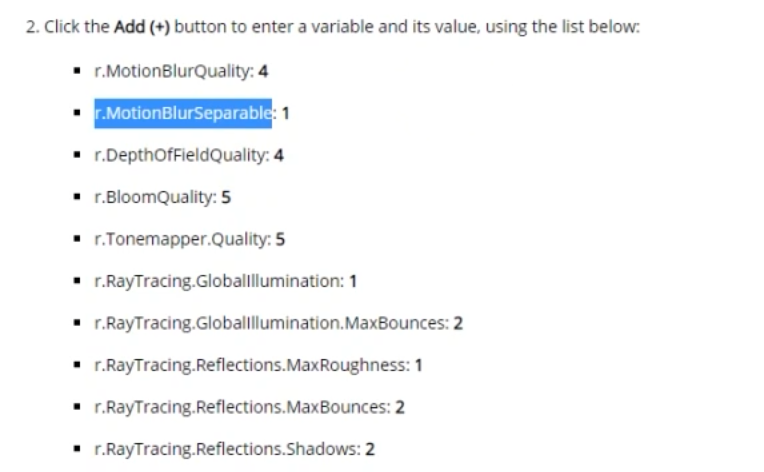 2. Click the Add (+) button to enter a variable and its value, using the list below:
▪ r.MotionBlurQuality: 4
▪ r.MotionBlurSeparable: 1
▪ r.DepthOfFieldQuality: 4
▪ r.BloomQuality: 5
▪ r.Tonemapper.Quality: 5
▪ r.RayTracing.GlobalIllumination: 1
▪ r.RayTracing.GlobalIllumination.MaxBounces: 2
▪ r.RayTracing.Reflections.MaxRoughness: 1
▪ r.RayTracing.Reflections.MaxBounces: 2
▪ r.RayTracing.Reflections.Shadows: 2